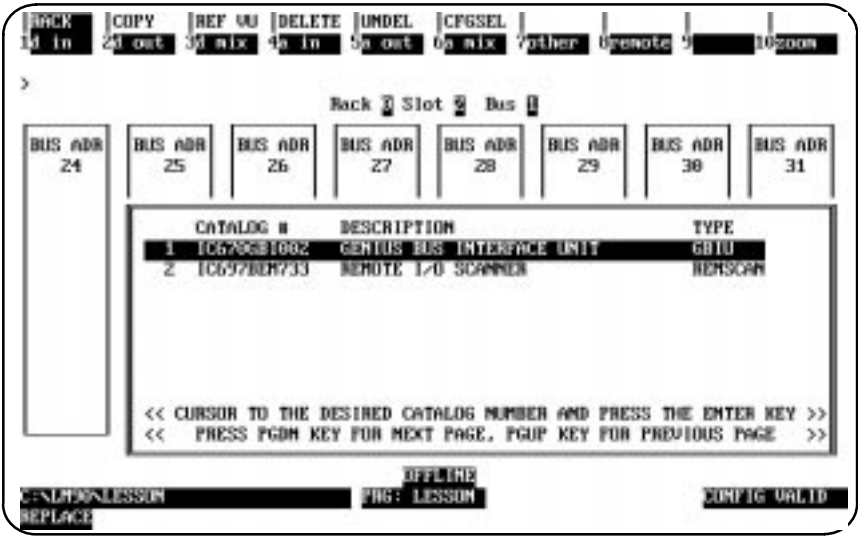 RACK COPY REF VU DELETE UNDEL CFGSEL
1d in 2d out 3d mix 4a in 5a out 6a mix 7other 8remote 9 10zoom
>
Rack Slot Bus
BUS ADR BUS ADR BUS ADR BUS ADR BUS ADR BUS ADR BUS ADR BUS ADR
24 25 26 27 28 29 30 31
CATALOG # DESCRIPTION TYPE
1 IC670GBI002 GENIUS BUS INTERFACE UNIT GBIU
2 IC697BEM733 REMOTE I/O SCANNER REMSCAN
<< CURSOR TO THE DESIRED CATALOG NUMBER AND PRESS THE ENTER KEY >>
<< PRESS PGDN KEY FOR NEXT PAGE, PGUP KEY FOR PREVIOUS PAGE >>
OFFLINE
C:\LM90\LESSON PRG: LESSON CONFIG VALID
REPLACE